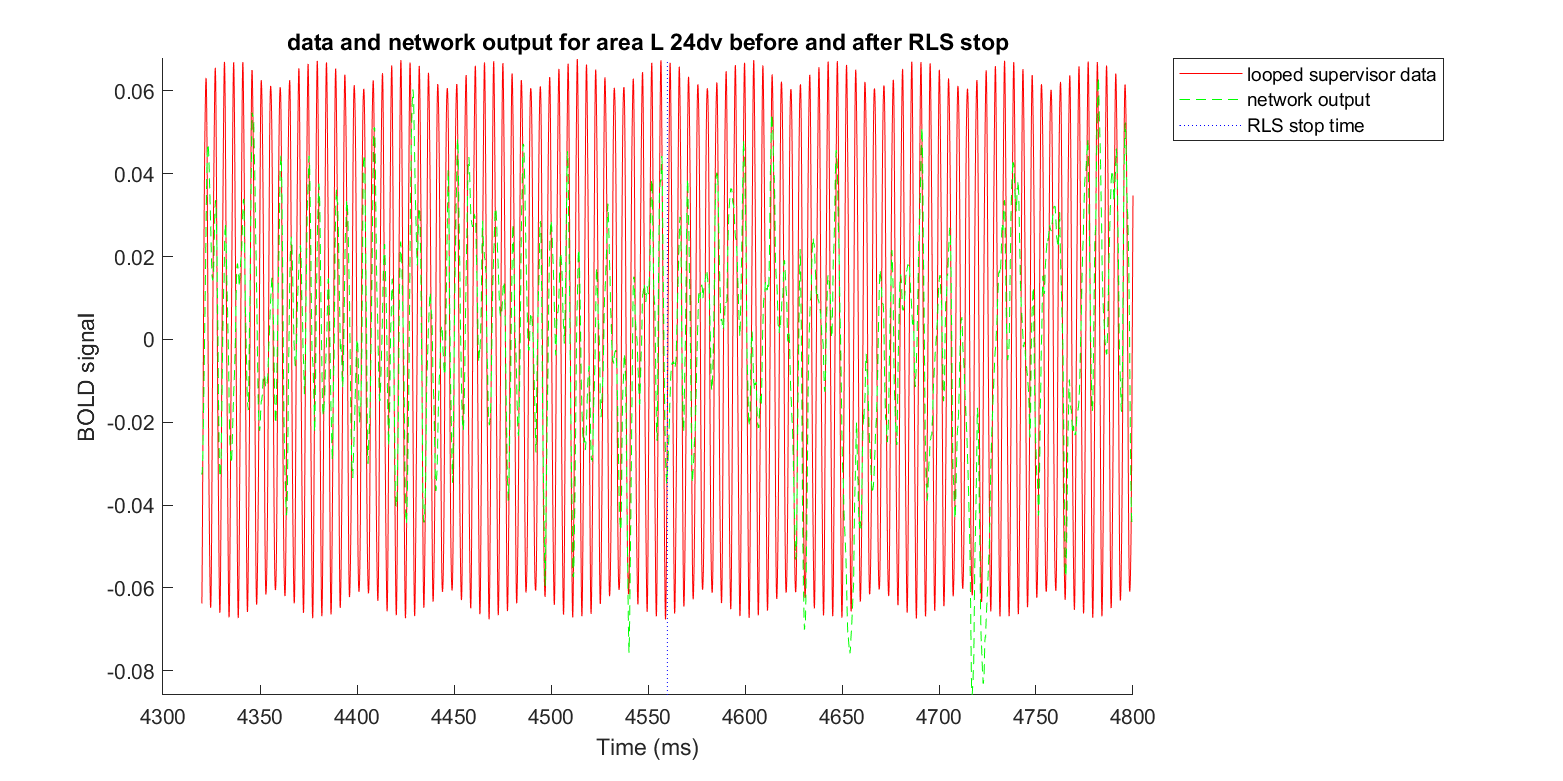 data and network output for area L 24dv before and after RLS stop
looped supervisor data
network output
RLS stop time
BOLD signal
0.06
0.04
0.02
0
-0.02
-0.04
-0.06
-0.08
4300 4350 4400 4450 4500 4550 4600 4650 4700 4750 4800
Time (ms)